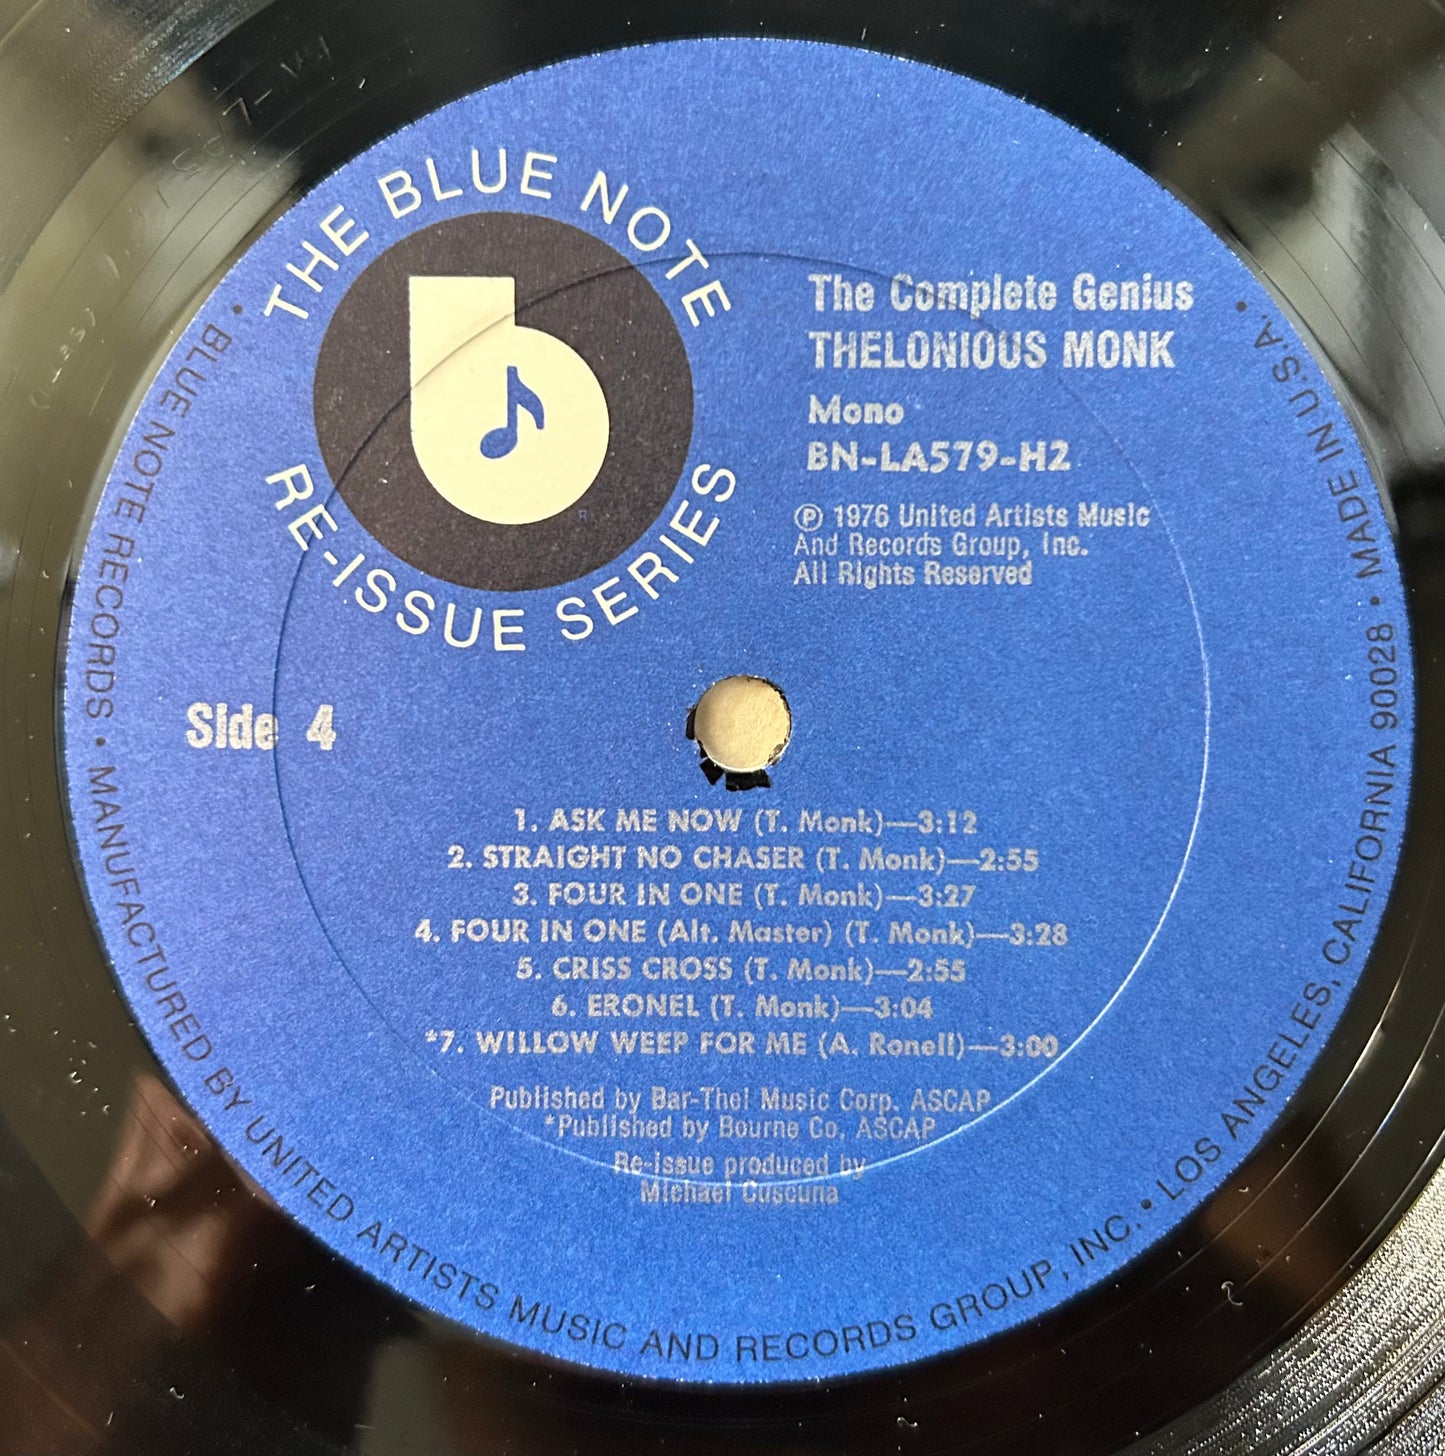 THE BLUE NOTE
RE-ISSUE SERIES
The Complete Genius
THELONIOUS MONK
Mono
BN-LA579-H2
℗ 1976 United Artists Music
And Records Group, Inc.
All Rights Reserved
Side 4
1. ASK ME NOW (T. Monk)—3:12
2. STRAIGHT NO CHASER (T. Monk)—2:55
3. FOUR IN ONE (T. Monk)—3:27
4. FOUR IN ONE (Alt. Master) (T. Monk)—3:28
5. CRISS CROSS (T. Monk)—2:55
6. ERONEL (T. Monk)—3:04
*7. WILLOW WEEP FOR ME (A. Ronell)—3:00
Published by Bar-Thel Music Corp. ASCAP
*Published by Bourne Co. ASCAP
Re-Issue produced by
Michael Cuscuna
• BLUE NOTE RECORDS • MANUFACTURED BY UNITED ARTISTS MUSIC AND RECORDS GROUP, INC. • LOS ANGELES, CALIFORNIA 90028 • MADE IN U.S.A. •